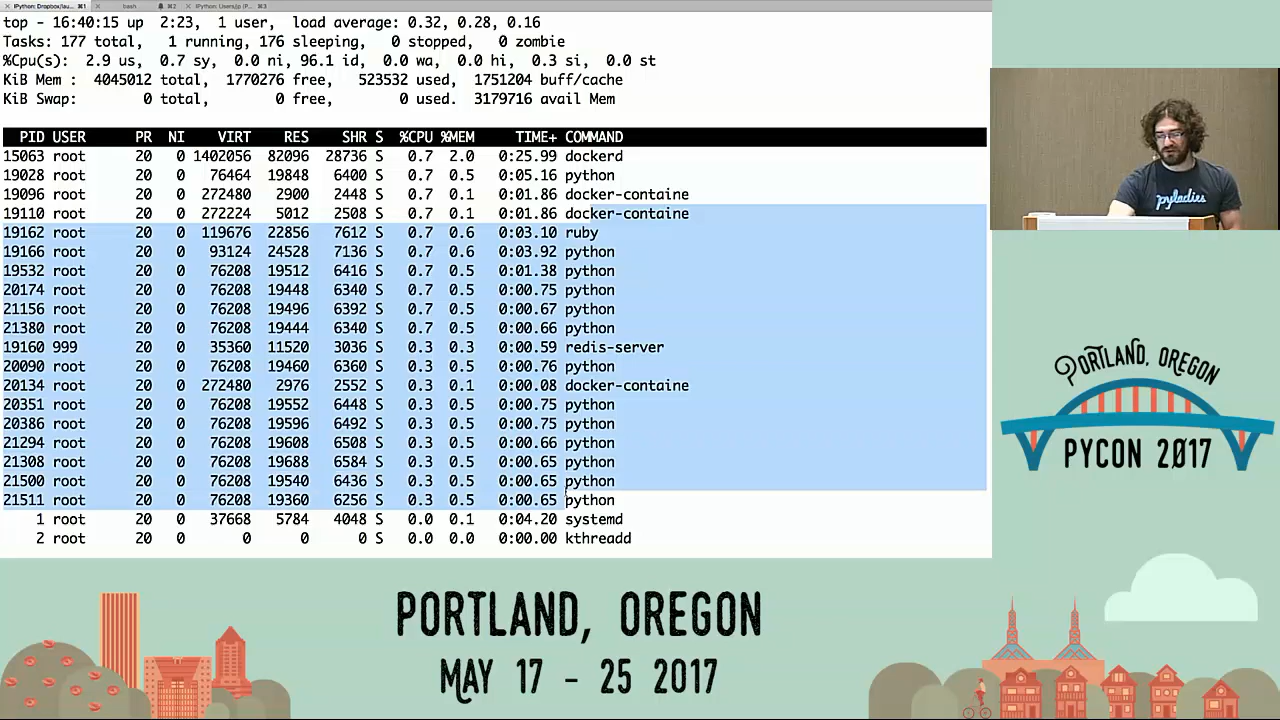 IPython: Dropbox/lau... ⌘1 bash ⌘2 IPython: Users/jp (P... ⌘3
top - 16:40:15 up 2:23, 1 user, load average: 0.32, 0.28, 0.16
Tasks: 177 total, 1 running, 176 sleeping, 0 stopped, 0 zombie
%Cpu(s): 2.9 us, 0.7 sy, 0.0 ni, 96.1 id, 0.0 wa, 0.0 hi, 0.3 si, 0.0 st
KiB Mem : 4045012 total, 1770276 free, 523532 used, 1751204 buff/cache
KiB Swap: 0 total, 0 free, 0 used. 3179716 avail Mem
PID USER PR NI VIRT RES SHR S %CPU %MEM TIME+ COMMAND
15063 root 20 0 1402056 82096 28736 S 0.7 2.0 0:25.99 dockerd
19028 root 20 0 76464 19848 6400 S 0.7 0.5 0:05.16 python
19096 root 20 0 272480 2900 2448 S 0.7 0.1 0:01.86 docker-containe
19110 root 20 0 272224 5012 2508 S 0.7 0.1 0:01.86 docker-containe
19162 root 20 0 119676 22856 7612 S 0.7 0.6 0:03.10 ruby
19166 root 20 0 93124 24528 7136 S 0.7 0.6 0:03.92 python
19532 root 20 0 76208 19512 6416 S 0.7 0.5 0:01.38 python
20174 root 20 0 76208 19448 6340 S 0.7 0.5 0:00.75 python
21156 root 20 0 76208 19496 6392 S 0.7 0.5 0:00.67 python
21380 root 20 0 76208 19444 6340 S 0.7 0.5 0:00.66 python
19160 999 20 0 35360 11520 3036 S 0.3 0.3 0:00.59 redis-server
20090 root 20 0 76208 19460 6360 S 0.3 0.5 0:00.76 python
20134 root 20 0 272480 2976 2552 S 0.3 0.1 0:00.08 docker-containe
20351 root 20 0 76208 19552 6448 S 0.3 0.5 0:00.75 python
20386 root 20 0 76208 19596 6492 S 0.3 0.5 0:00.75 python
21294 root 20 0 76208 19608 6508 S 0.3 0.5 0:00.66 python
21308 root 20 0 76208 19688 6584 S 0.3 0.5 0:00.65 python
21500 root 20 0 76208 19540 6436 S 0.3 0.5 0:00.65 python
21511 root 20 0 76208 19360 6256 S 0.3 0.5 0:00.65 python
1 root 20 0 37668 5784 4048 S 0.0 0.1 0:04.20 systemd
2 root 20 0 0 0 0 S 0.0 0.0 0:00.00 kthreadd
pyladies
PORTLAND, OREGON
PYCON 2017
PORTLAND, OREGON
MAY 17 - 25 2017